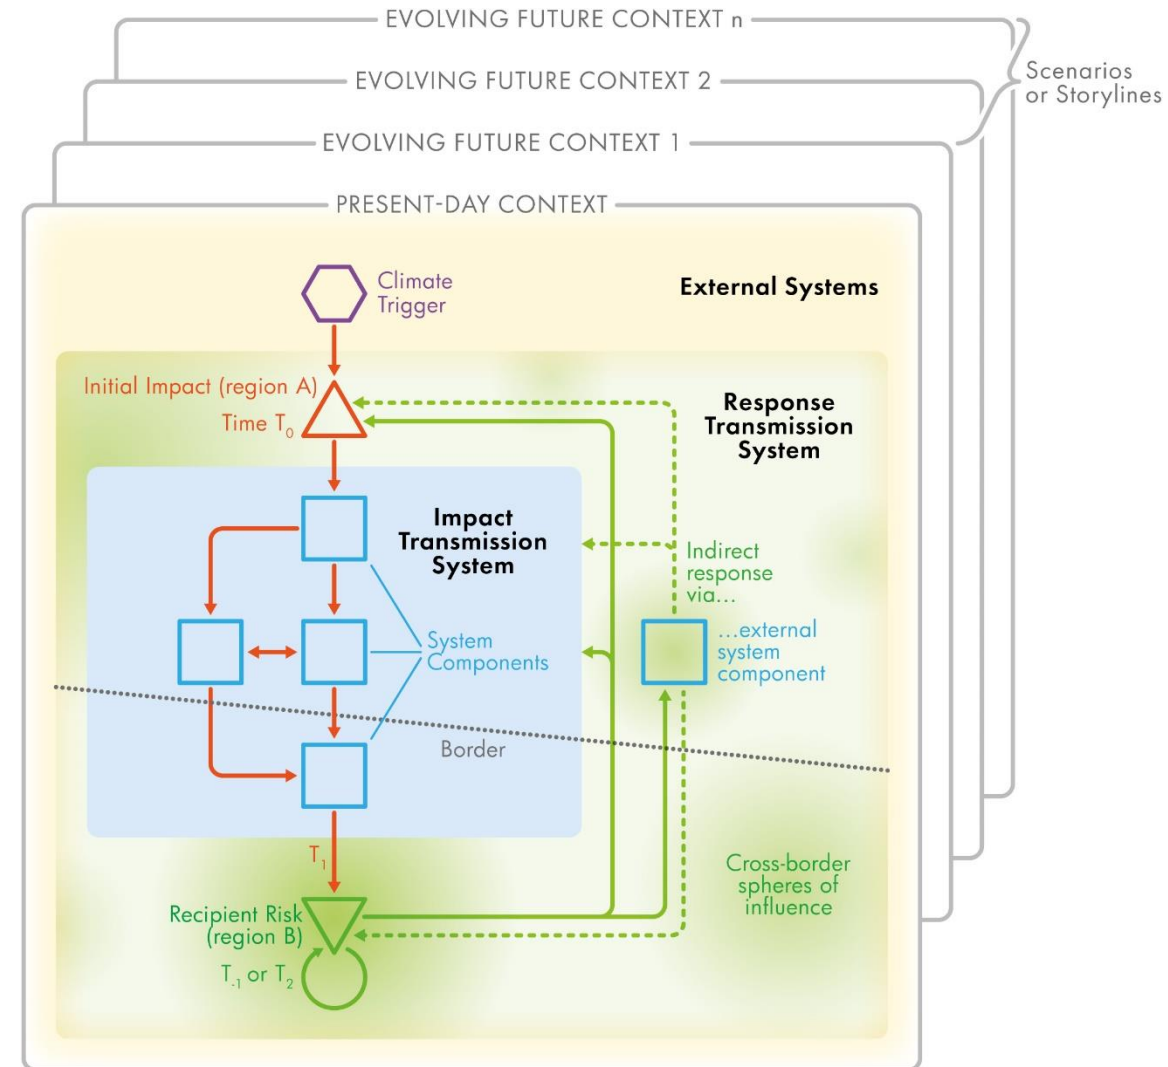 EVOLVING FUTURE CONTEXT n
EVOLVING FUTURE CONTEXT 2
Scenarios
or Storylines
EVOLVING FUTURE CONTEXT 1
PRESENT-DAY CONTEXT
Climate
Trigger
External Systems
Initial Impact (region A)
Time T₀
Response
Transmission
System
Impact
Transmission
System
Indirect
response
via...
...external
system
component
System
Components
Border
T₁
Cross-border
spheres of
influence
Recipient Risk
(region B)
T₋₁ or T₂